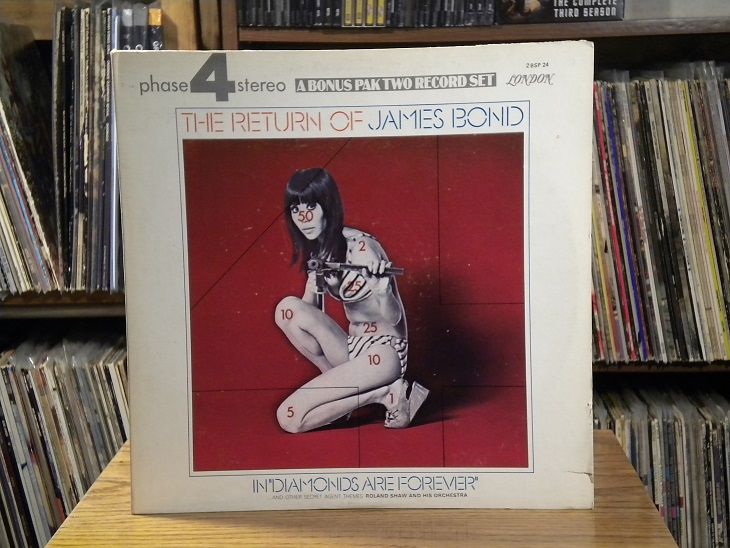 THE COMPLETE
THIRD SEASON
phase 4 stereo A BONUS PAK TWO RECORD SET LONDON
2BSP 24
THE RETURN OF JAMES BOND
50
2
25
10
25
10
5
1
IN "DIAMONDS ARE FOREVER"
AND OTHER SECRET AGENT THEMES ROLAND SHAW AND HIS ORCHESTRA